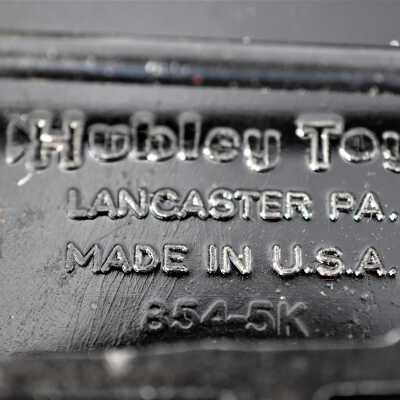 Hubley Toy
LANCASTER PA.
MADE IN U.S.A.
854-5K